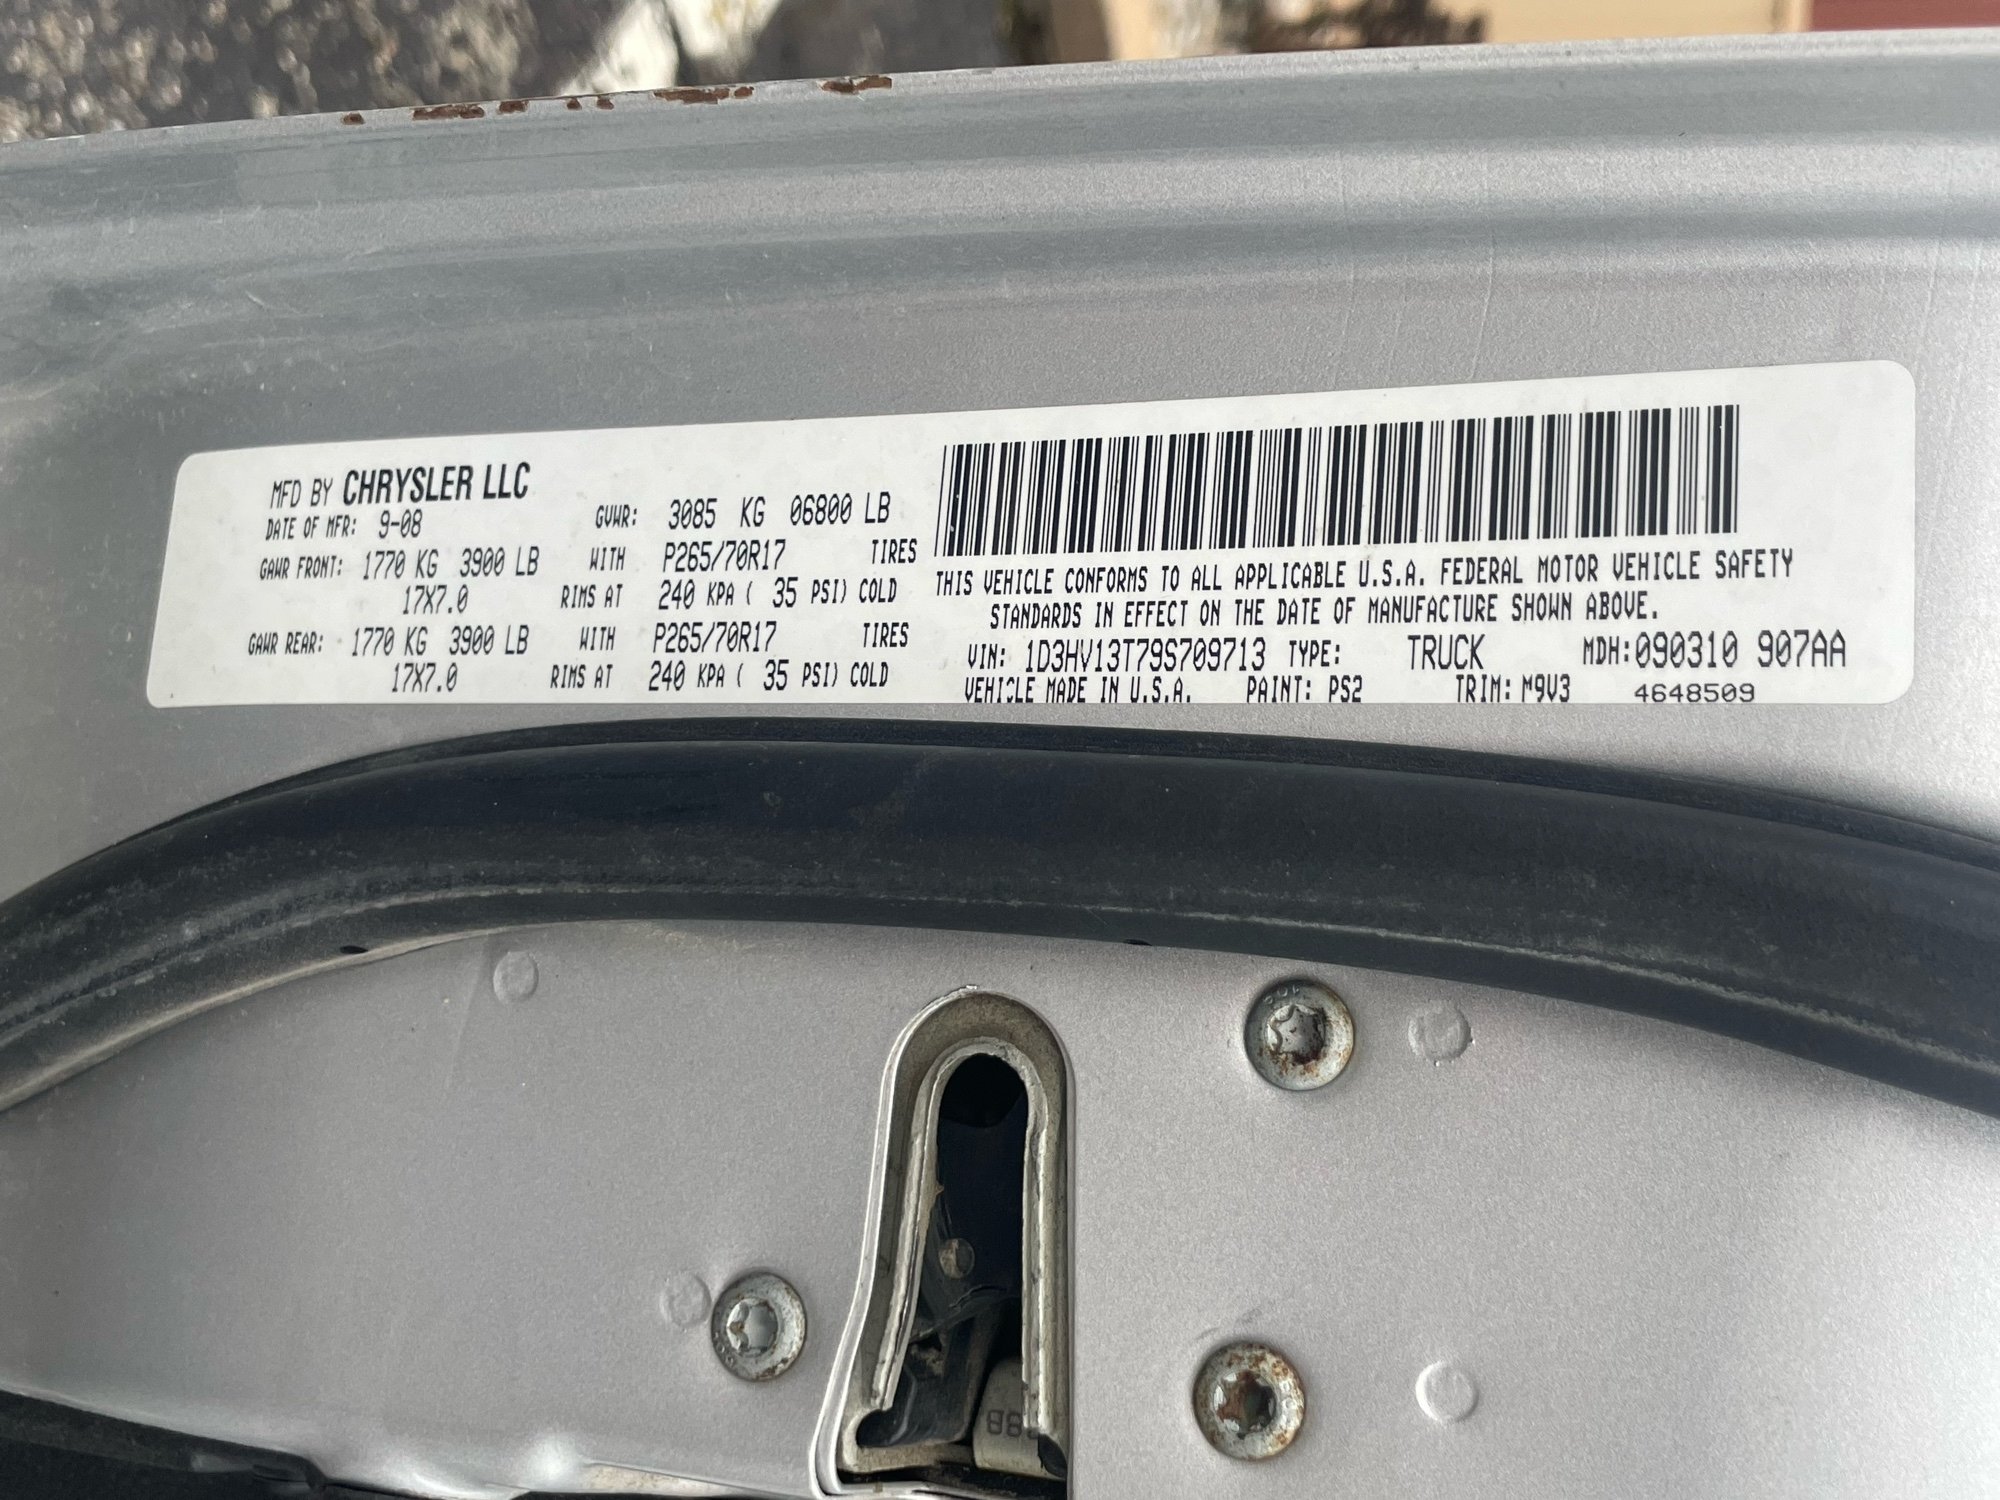 MFD BY CHRYSLER LLC
DATE OF MFR: 9-08 GVWR: 3085 KG 06800 LB
GAWR FRONT: 1770 KG 3900 LB WITH P265/70R17 TIRES
17X7.0 RIMS AT 240 KPA ( 35 PSI) COLD
GAWR REAR: 1770 KG 3900 LB WITH P265/70R17 TIRES
17X7.0 RIMS AT 240 KPA ( 35 PSI) COLD
THIS VEHICLE CONFORMS TO ALL APPLICABLE U.S.A. FEDERAL MOTOR VEHICLE SAFETY
STANDARDS IN EFFECT ON THE DATE OF MANUFACTURE SHOWN ABOVE.
VIN: 1D3HV13T79S709713 TYPE: TRUCK MDH:090310 907AA
VEHICLE MADE IN U.S.A. PAINT: PS2 TRIM: M9V3 4648509